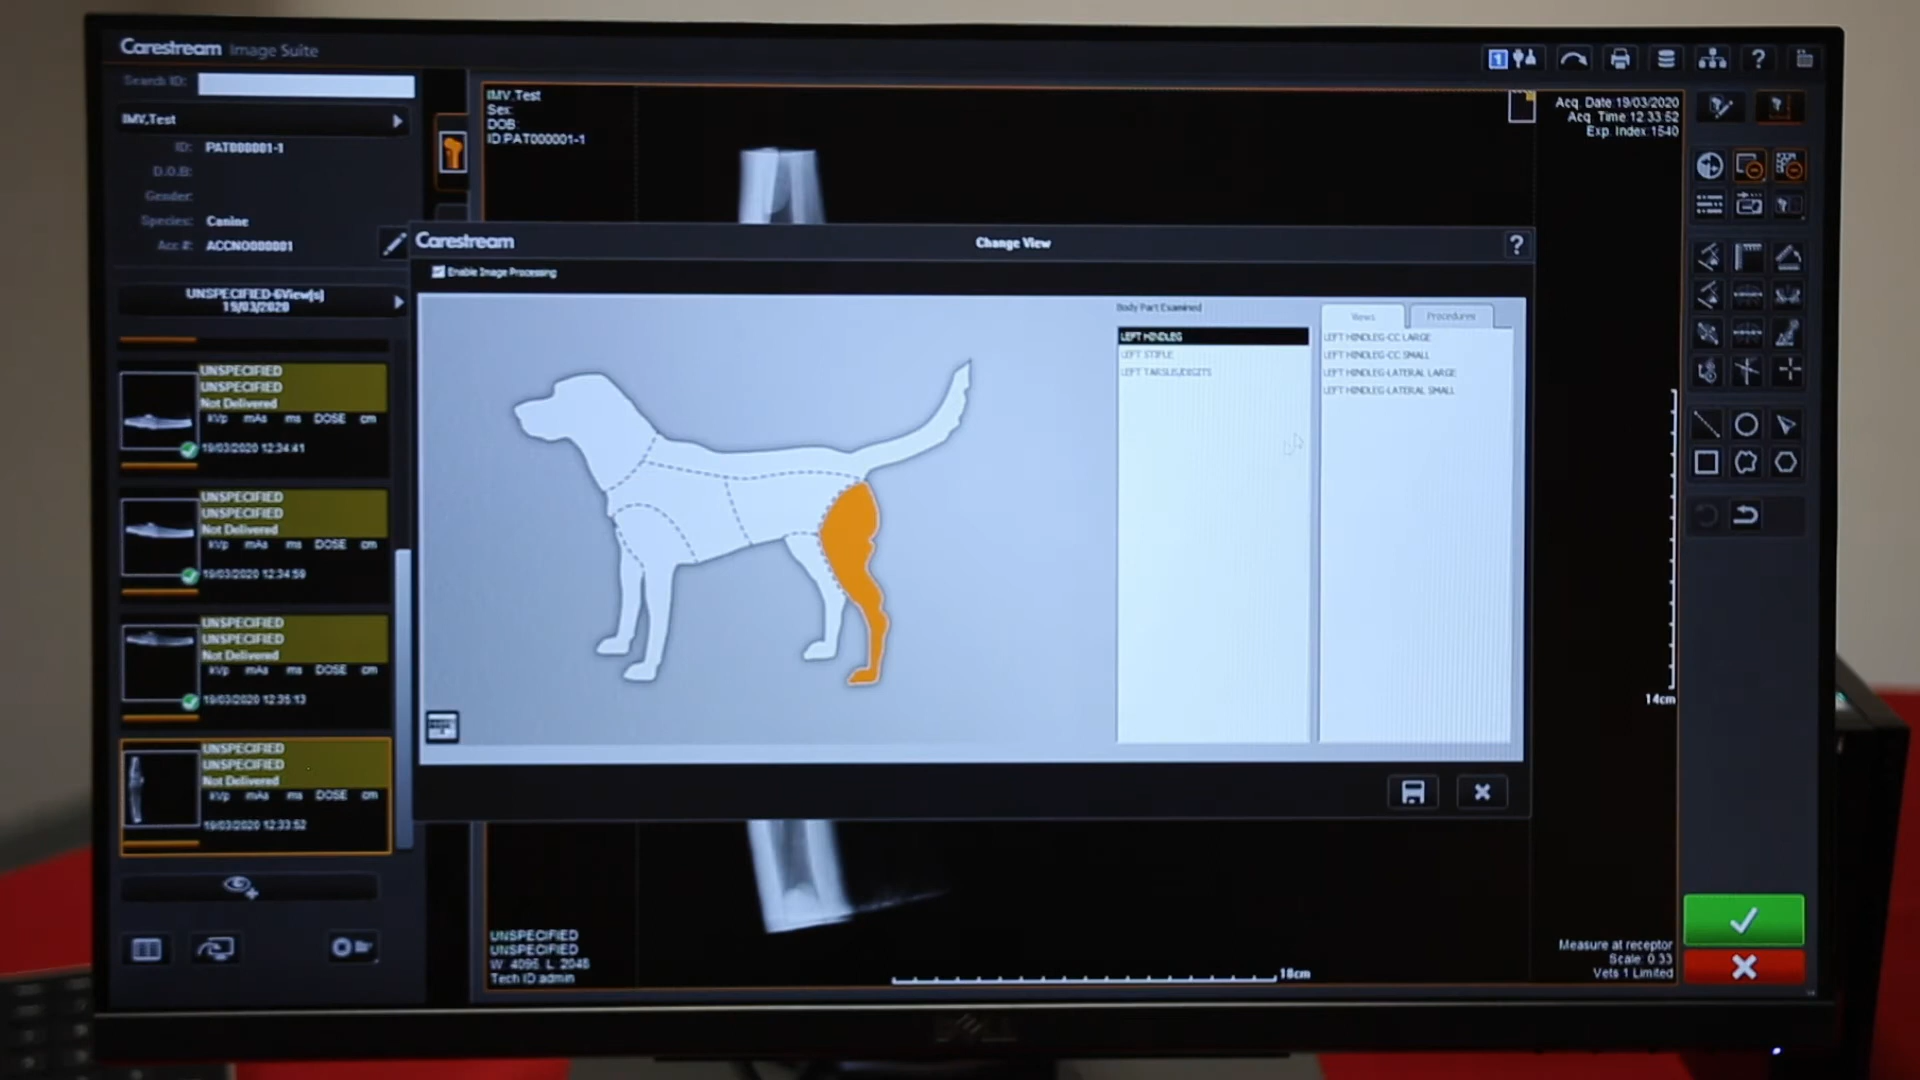 Carestream Image Suite
Search ID:
IMV,Test
ID: PAT000001-1
D.O.B:
Gender:
Species: Canine
Acc #: ACCNO000001
UNSPECIFIED-6View[s]
19/03/2020
UNSPECIFIED
UNSPECIFIED
Not Delivered
kVp mAs ms DOSE cm
19/03/2020 12:34:41
UNSPECIFIED
UNSPECIFIED
Not Delivered
kVp mAs ms DOSE cm
19/03/2020 12:34:59
UNSPECIFIED
UNSPECIFIED
Not Delivered
kVp mAs ms DOSE cm
19/03/2020 12:35:13
UNSPECIFIED
UNSPECIFIED
Not Delivered
kVp mAs ms DOSE cm
19/03/2020 12:33:52
IMV,Test
Sex:
DOB:
ID:PAT000001-1
Acq. Date 19/03/2020
Acq. Time 12:33:52
Exp. Index:1540
1
?
Carestream
Change View
?
Enable Image Processing
Body Part Examined
LEFT HINDLEG
LEFT STIFLE
LEFT TARSUS/DIGITS
Views
Procedures
LEFT HINDLEG-CC LARGE
LEFT HINDLEG-CC SMALL
LEFT HINDLEG-LATERAL LARGE
LEFT HINDLEG-LATERAL SMALL
14cm
UNSPECIFIED
UNSPECIFIED
W: 4095, L: 2048
Tech ID:admin
18cm
Measure at receptor
Scale: 0.33
Vets 1 Limited
DELL